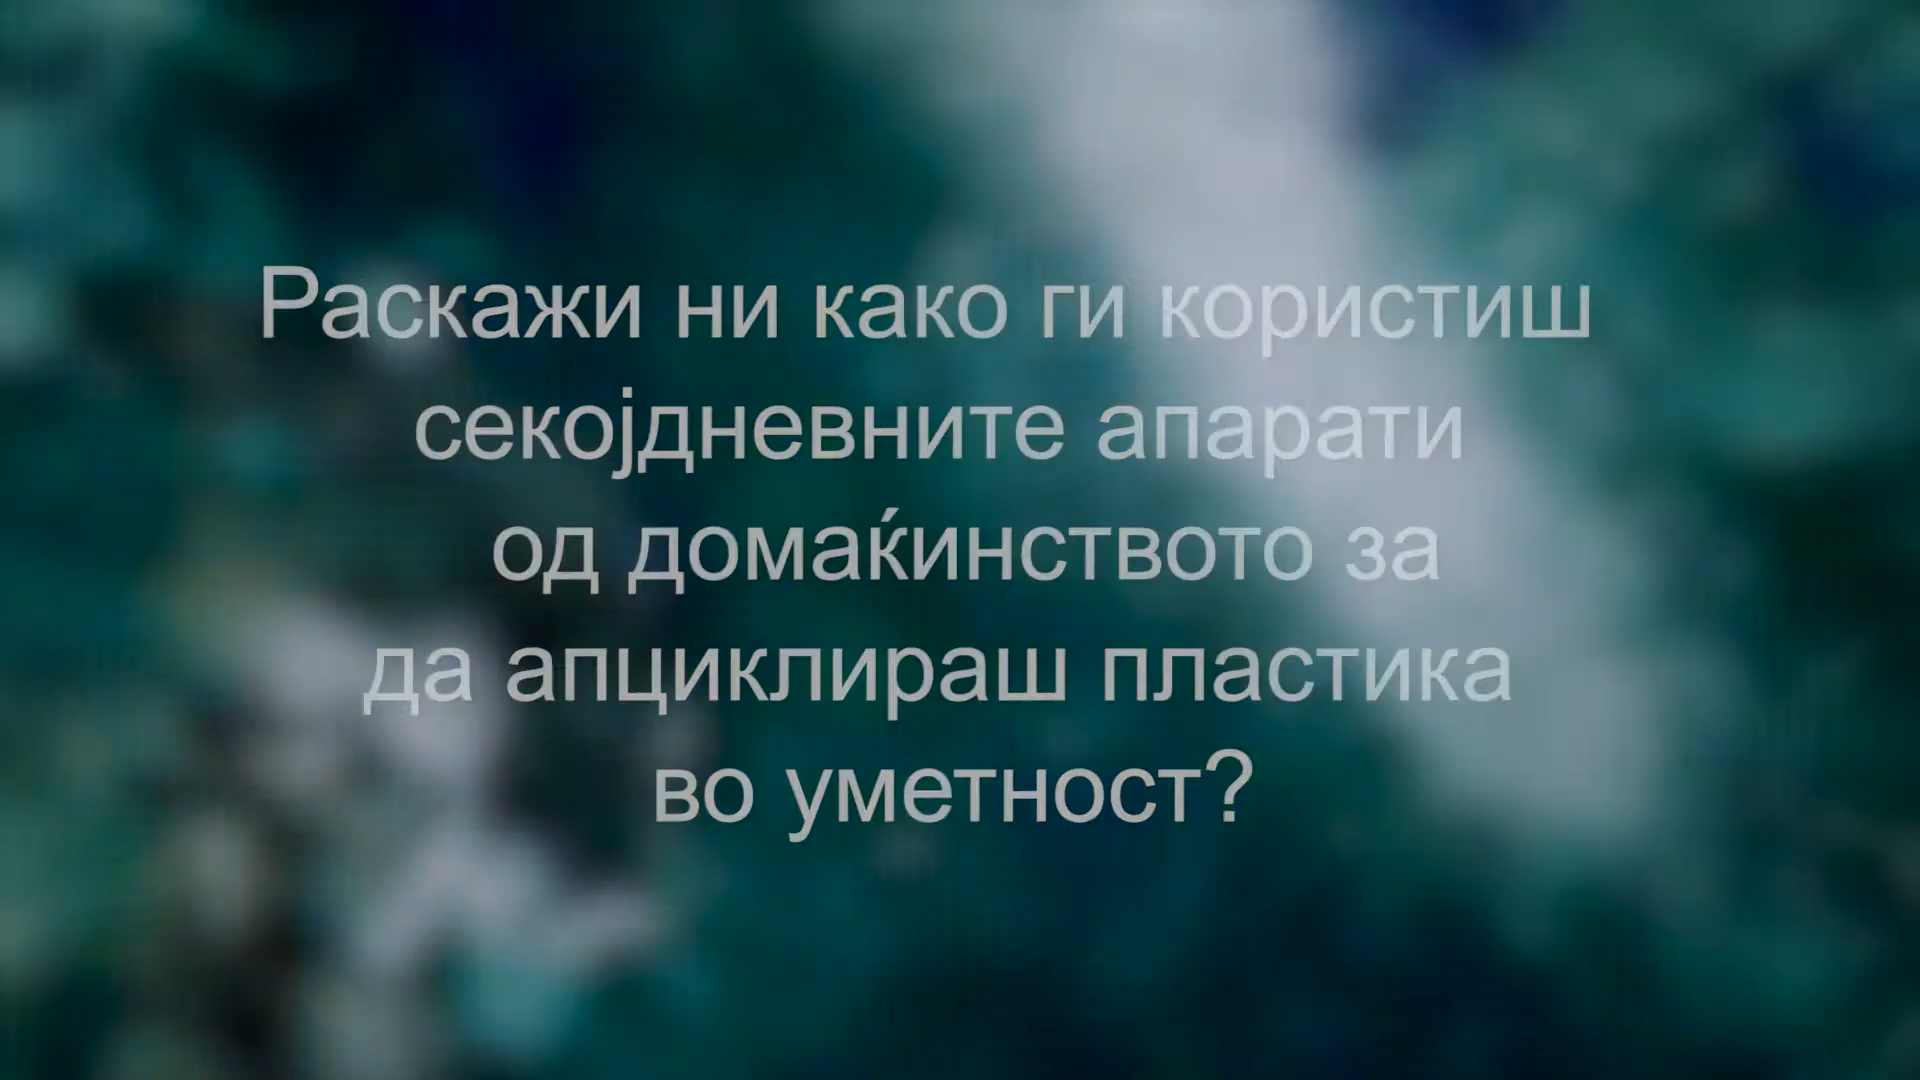 Раскажи ни како ги користиш
секојдневните апарати
од домаќинството за
да апциклираш пластика
во уметност?